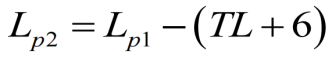 L_{p2} = L_{p1} − (TL + 6)